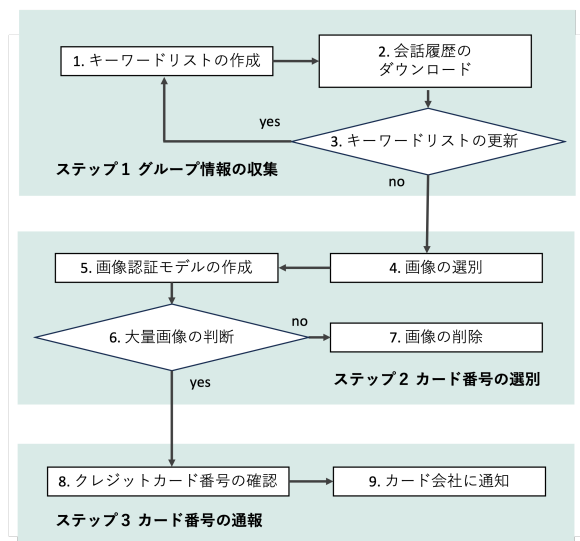 1. キーワードリストの作成
2. 会話履歴の
ダウンロード
yes
3. キーワードリストの更新
ステップ1 グループ情報の収集
no
5. 画像認証モデルの作成
4. 画像の選別
no
6. 大量画像の判断
7. 画像の削除
ステップ2 カード番号の選別
yes
8. クレジットカード番号の確認
9. カード会社に通知
ステップ3 カード番号の通報